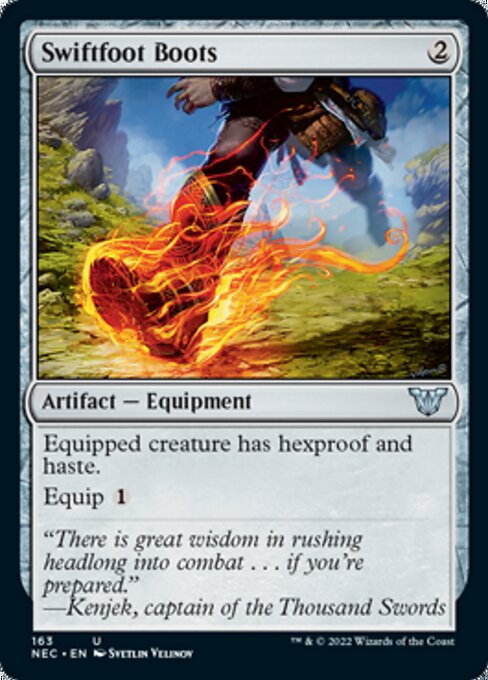 Swiftfoot Boots 2
Artifact — Equipment
Equipped creature has hexproof and
haste.
Equip 1
“There is great wisdom in rushing
headlong into combat . . . if you’re
prepared.”
—Kenjek, captain of the Thousand Swords
163 U
NEC • EN Svetlin Velinov
™ & © 2022 Wizards of the Coast